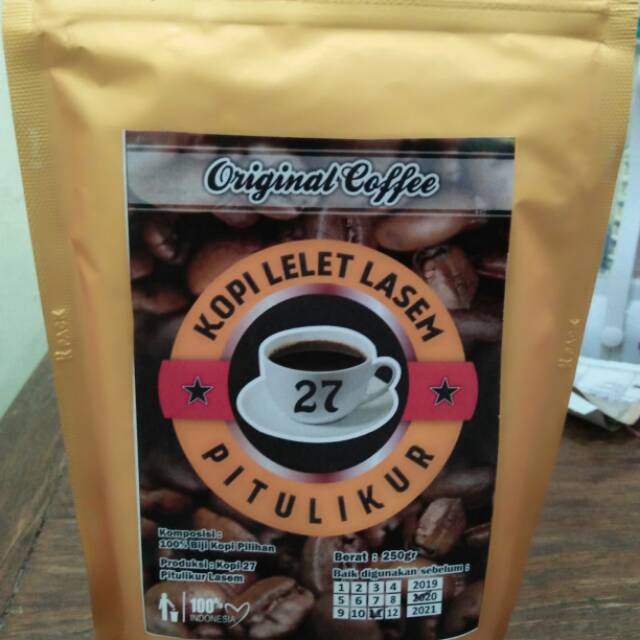 Original Coffee
KOPI LELET LASEM
27
PITULIKUR
Komposisi :
100% Biji Kopi Pilihan
Produksi : Kopi 27
Pitulikur Lasem
100%
INDONESIA
Berat : 250gr
Baik digunakan sebelum :
1 2 3 4 2019
5 6 7 8 2020
9 10 11 12 2021